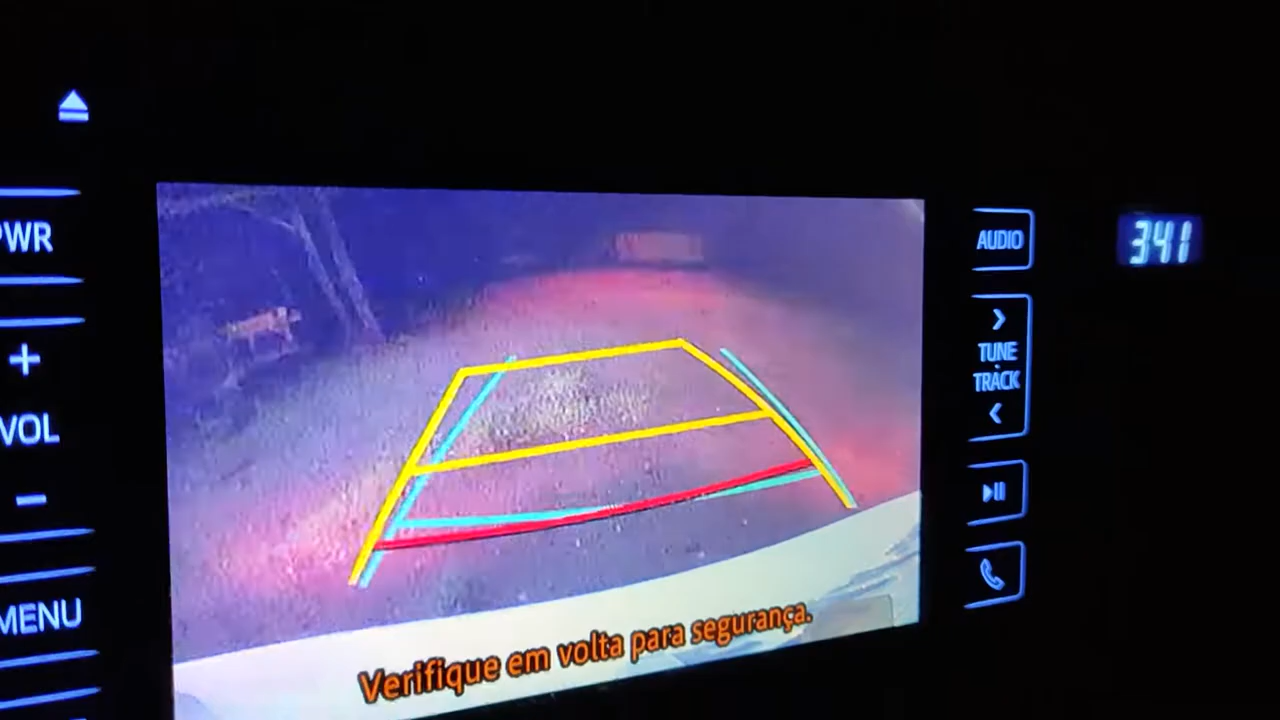 PWR
+
VOL
-
MENU
AUDIO
341
>
TUNE
TRACK
<
Verifique em volta para segurança.